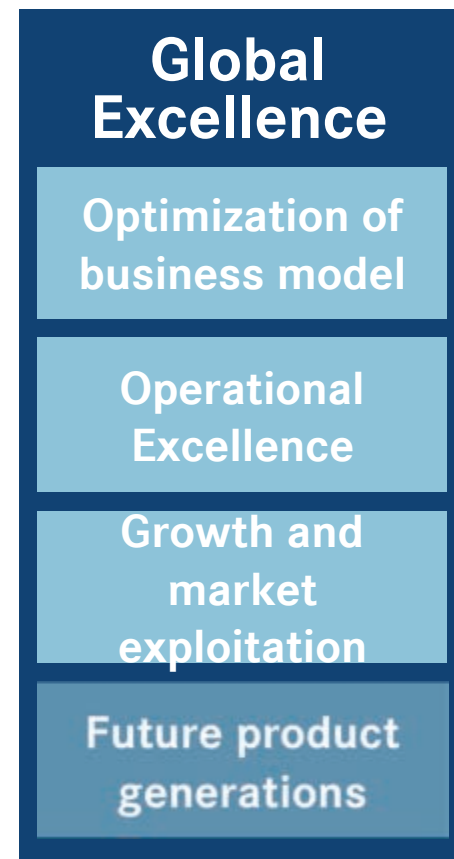 Global
Excellence
Optimization of
business model
Operational
Excellence
Growth and
market
exploitation
Future product
generations